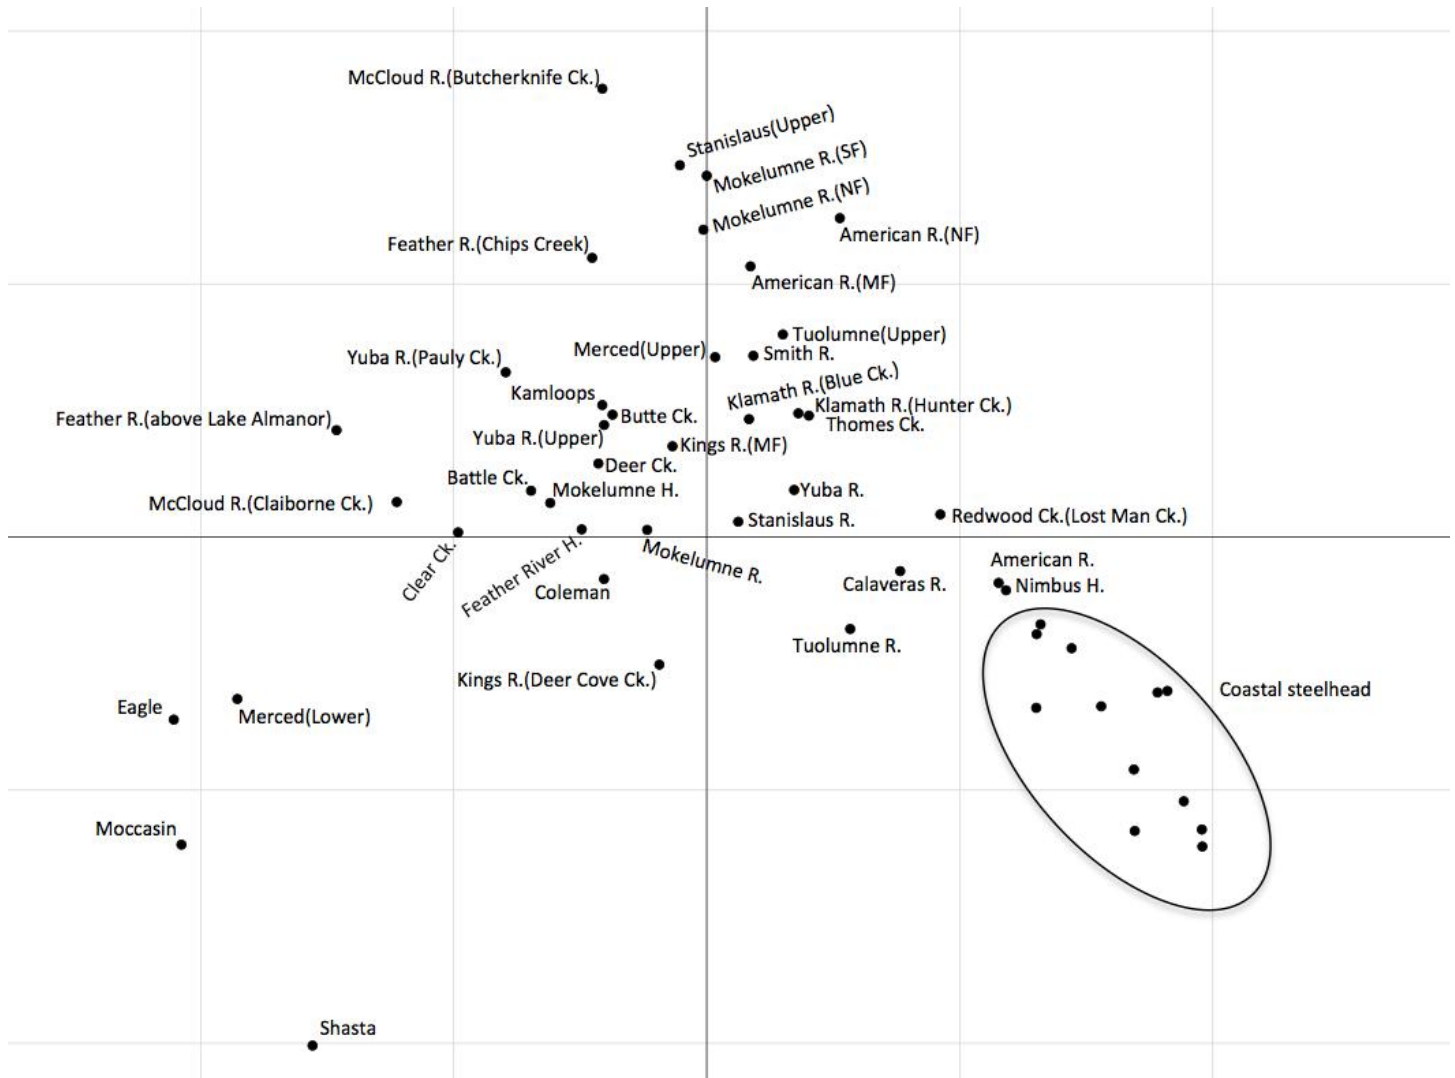 McCloud R.(Butcherknife Ck.)
Stanislaus(Upper)
Mokelumne R.(SF)
Mokelumne R.(NF)
American R.(NF)
Feather R.(Chips Creek)
American R.(MF)
Tuolumne(Upper)
Merced(Upper)
Smith R.
Yuba R.(Pauly Ck.)
Klamath R.(Blue Ck.)
Kamloops
Klamath R.(Hunter Ck.)
Butte Ck.
Feather R.(above Lake Almanor)
Thomes Ck.
Yuba R.(Upper)
Kings R.(MF)
Deer Ck.
Battle Ck.
Mokelumne H.
Yuba R.
McCloud R.(Claiborne Ck.)
Stanislaus R.
Redwood Ck.(Lost Man Ck.)
Clear Ck.
Feather River H.
Mokelumne R.
American R.
Calaveras R.
Nimbus H.
Coleman
Tuolumne R.
Kings R.(Deer Cove Ck.)
Coastal steelhead
Eagle
Merced(Lower)
Moccasin
Shasta